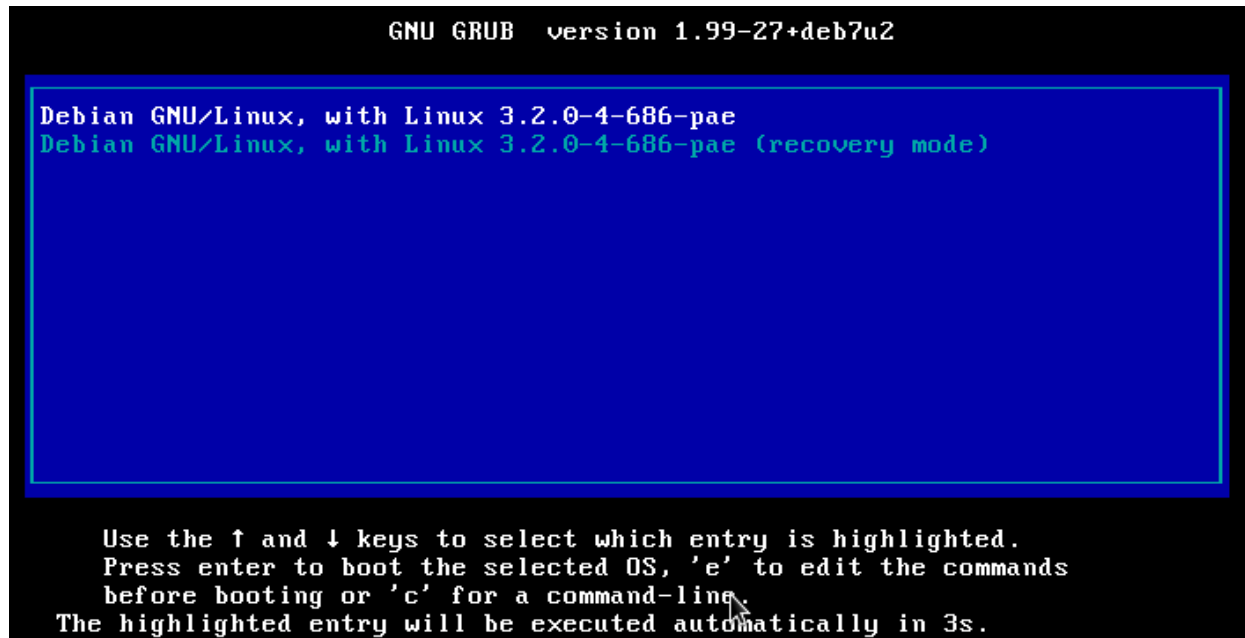 GNU GRUB  version 1.99-27+deb7u2
Debian GNU/Linux, with Linux 3.2.0-4-686-pae
Debian GNU/Linux, with Linux 3.2.0-4-686-pae (recovery mode)
Use the ↑ and ↓ keys to select which entry is highlighted.
Press enter to boot the selected OS, 'e' to edit the commands
before booting or 'c' for a command-line.
The highlighted entry will be executed automatically in 3s.